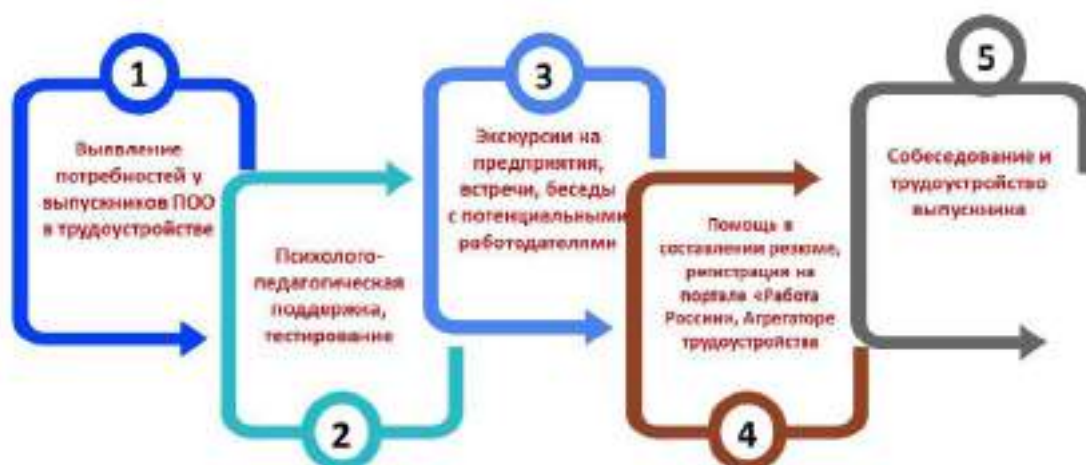 1
Выявление
потребностей у
выпускников ПОО
в трудоустройстве
Психолого-
педагогическая
поддержка,
тестирование
2
3
Экскурсии на
предприятия,
встречи, беседы
с потенциальными
работодателями
Помощь в
составлении резюме,
регистрация на
портале «Работа
России», Агрегаторе
трудоустройства
4
5
Собеседование и
трудоустройство
выпускника